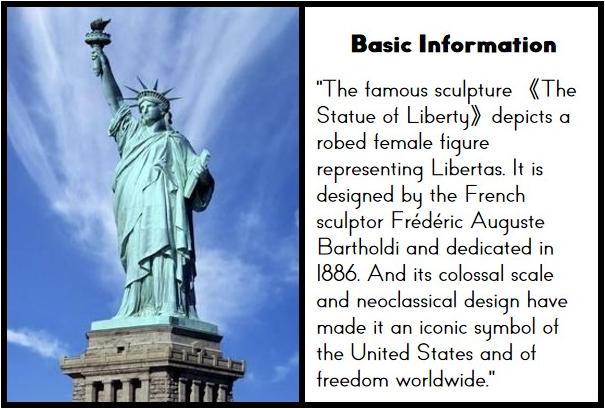 Basic Information
"The famous sculpture 《The
Statue of Liberty》 depicts a
robed female figure
representing Libertas. It is
designed by the French
sculptor Frédéric Auguste
Bartholdi and dedicated in
1886. And its colossal scale
and neoclassical design have
made it an iconic symbol of
the United States and of
freedom worldwide."